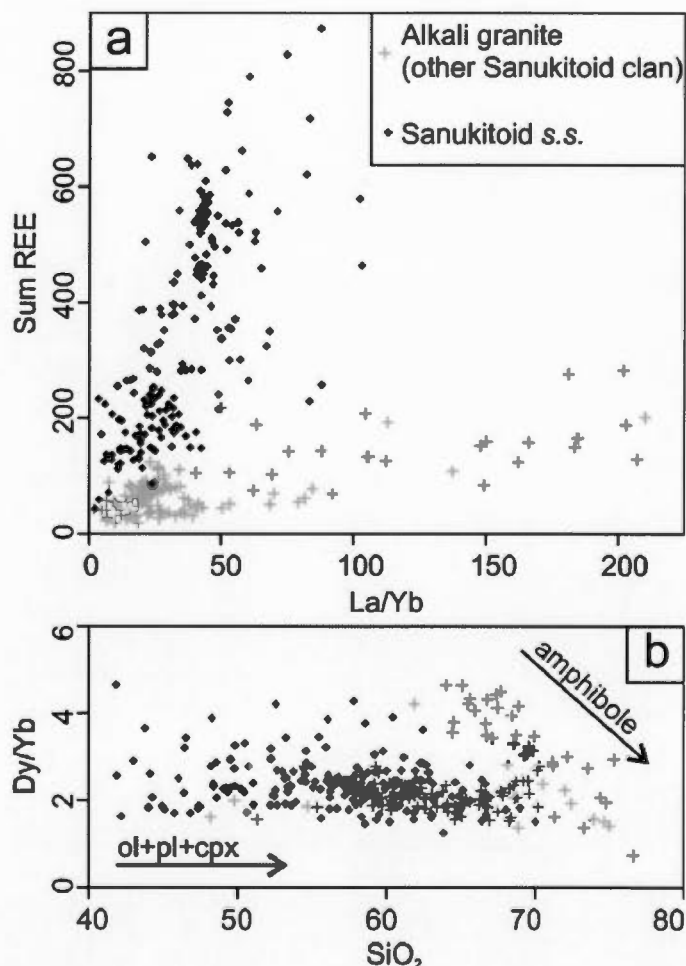 a
Alkali granite
(other Sanukitoid clan)
Sanukitoid s.s.
Sum REE
0 200 400 600 800
0 50 100 150 200
La/Yb
b
amphibole
ol+pl+cpx
Dy/Yb
0 2 4 6
40 50 60 70 80
SiO₂